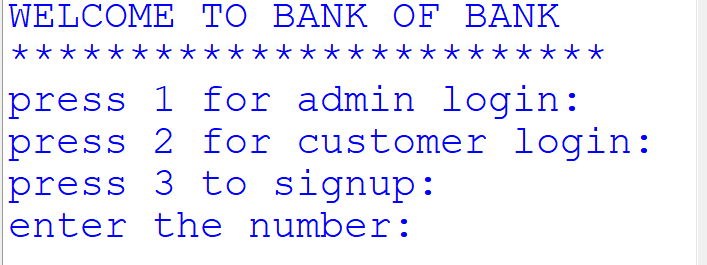 WELCOME TO BANK OF BANK
*************************
press 1 for admin login:
press 2 for customer login:
press 3 to signup:
enter the number: